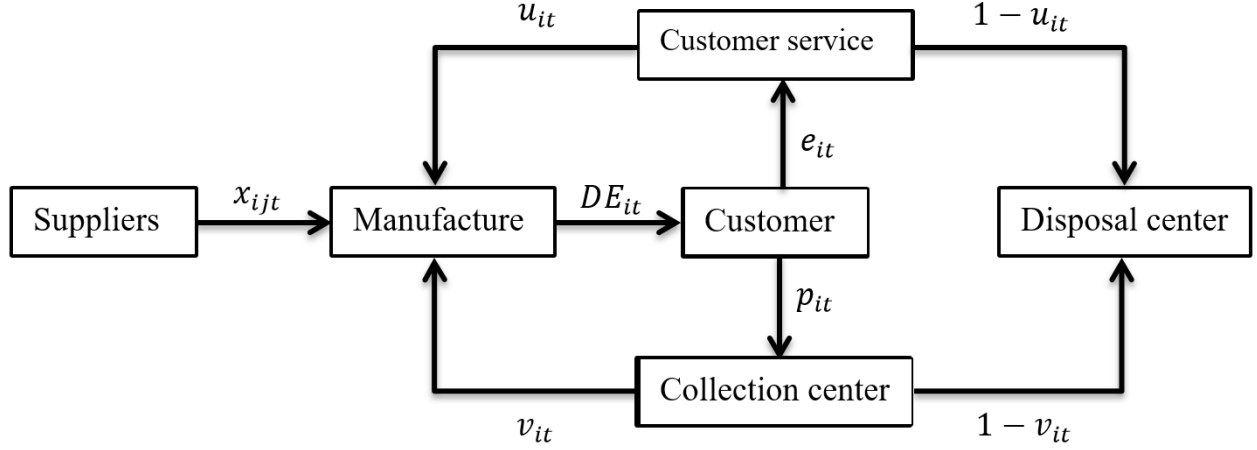 u_it
Customer service
1 − u_it
e_it
Suppliers
x_ijt
Manufacture
DE_it
Customer
Disposal center
p_it
Collection center
v_it
1 − v_it